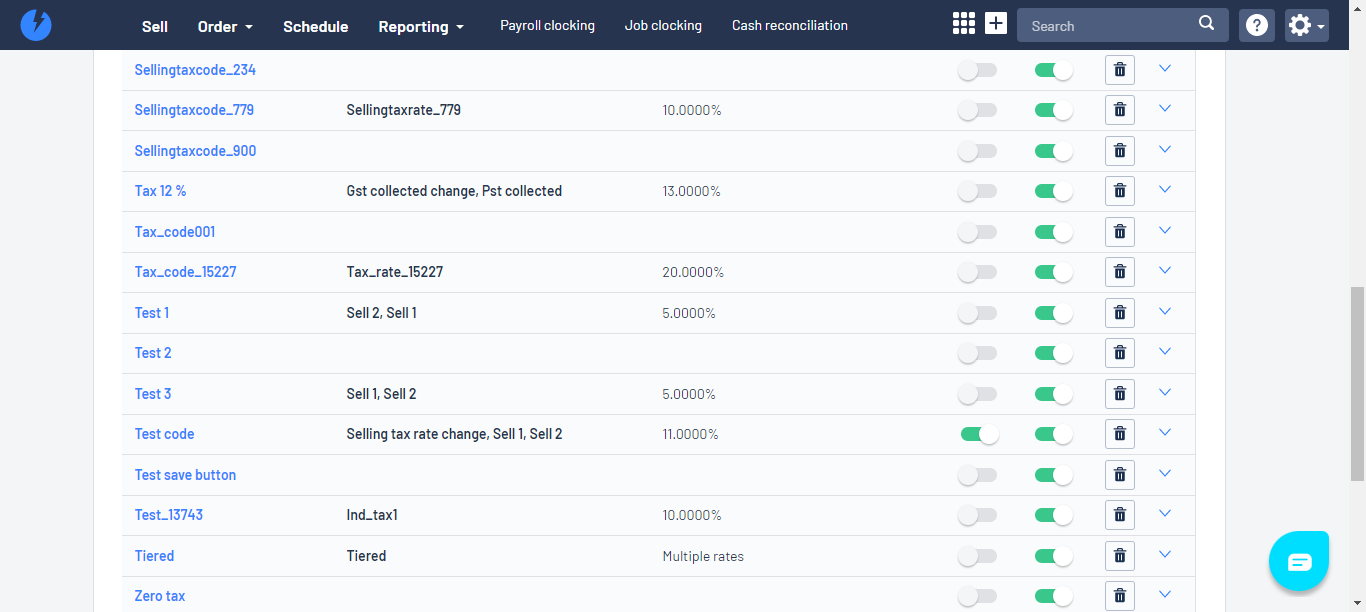 Sell Order Schedule Reporting Payroll clocking Job clocking Cash reconciliation Search
Sellingtaxcode_234
Sellingtaxcode_779 Sellingtaxrate_779 10.0000%
Sellingtaxcode_900
Tax 12 % Gst collected change, Pst collected 13.0000%
Tax_code001
Tax_code_15227 Tax_rate_15227 20.0000%
Test 1 Sell 2, Sell 1 5.0000%
Test 2
Test 3 Sell 1, Sell 2 5.0000%
Test code Selling tax rate change, Sell 1, Sell 2 11.0000%
Test save button
Test_13743 Ind_tax1 10.0000%
Tiered Tiered Multiple rates
Zero tax